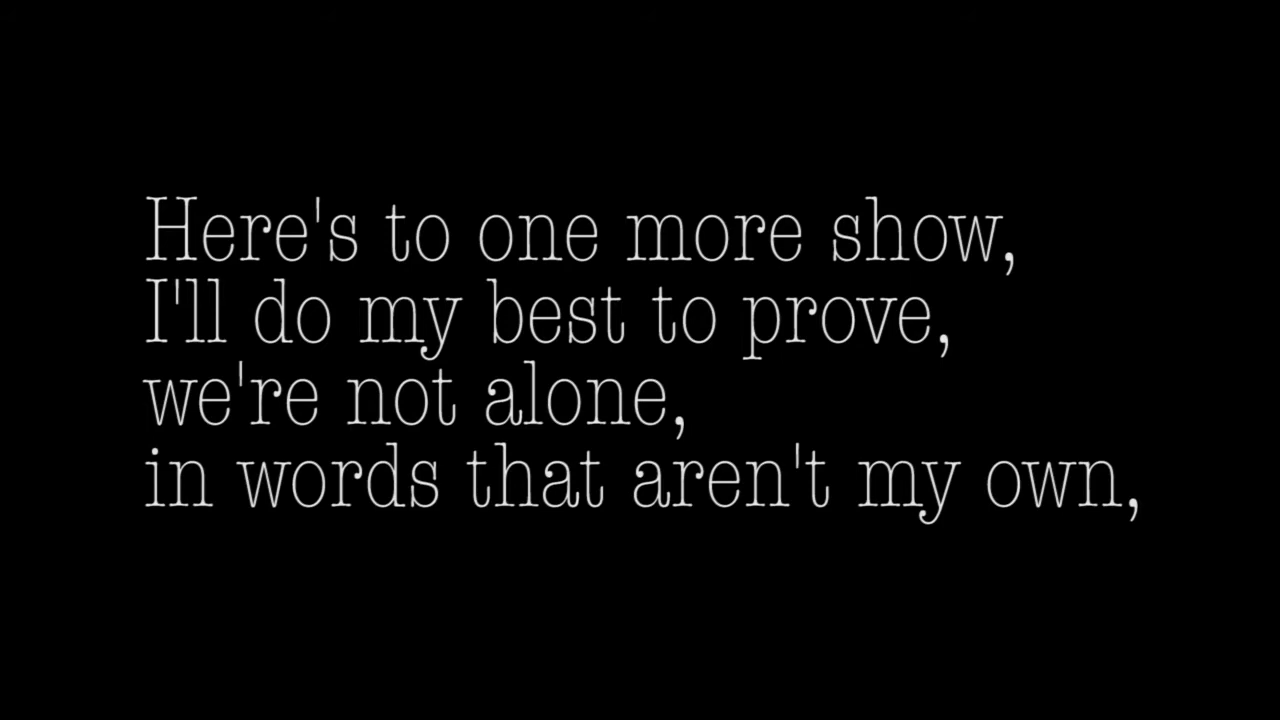 Here's to one more show,
I'll do my best to prove,
we're not alone,
in words that aren't my own,